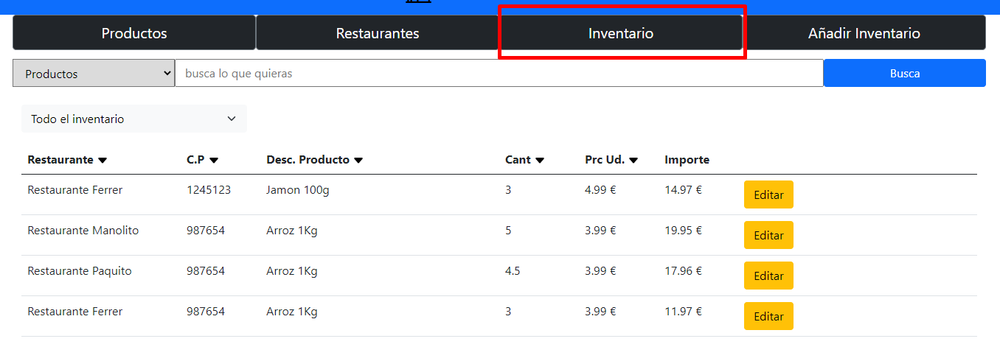 Productos Restaurantes Inventario Añadir Inventario
Productos busca lo que quieras Busca
Todo el inventario
Restaurante C.P Desc. Producto Cant Prc Ud. Importe
Restaurante Ferrer 1245123 Jamon 100g 3 4.99 € 14.97 € Editar
Restaurante Manolito 987654 Arroz 1Kg 5 3.99 € 19.95 € Editar
Restaurante Paquito 987654 Arroz 1Kg 4.5 3.99 € 17.96 € Editar
Restaurante Ferrer 987654 Arroz 1Kg 3 3.99 € 11.97 € Editar